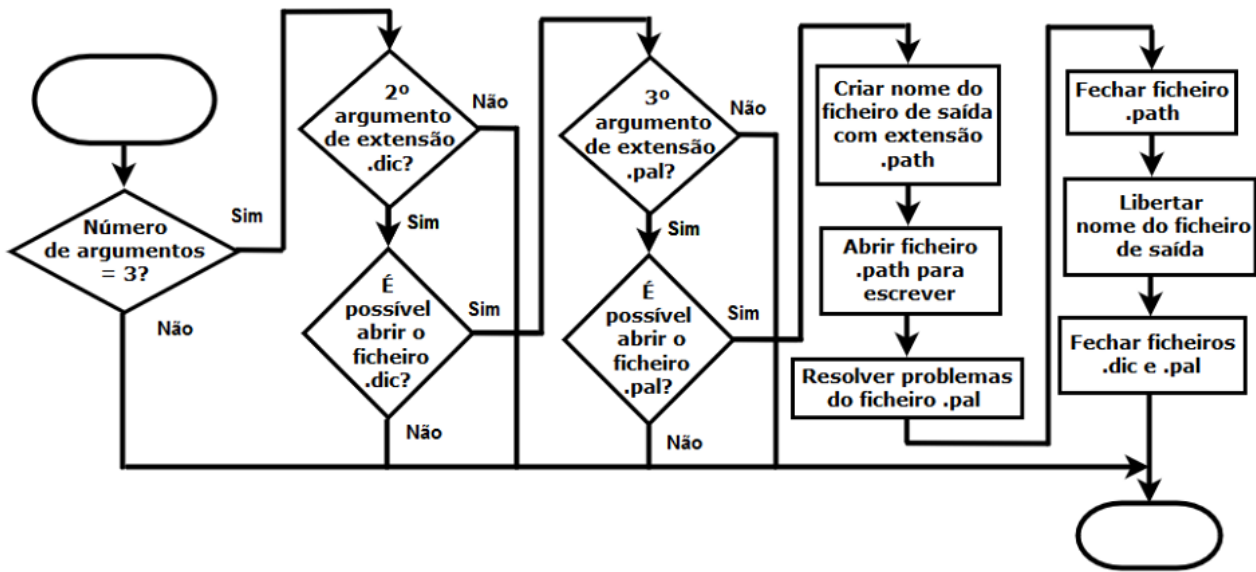 Número
de argumentos
= 3?
Sim
Não
2º
argumento
de extensão
.dic?
Não
Sim
É
possível
abrir o
ficheiro
.dic?
Sim
Não
3º
argumento
de extensão
.pal?
Não
Sim
É
possível
abrir o
ficheiro
.pal?
Sim
Não
Criar nome do
ficheiro de saída
com extensão
.path
Abrir ficheiro
.path para
escrever
Resolver problemas
do ficheiro .pal
Fechar ficheiro
.path
Libertar
nome do ficheiro
de saída
Fechar ficheiros
.dic e .pal